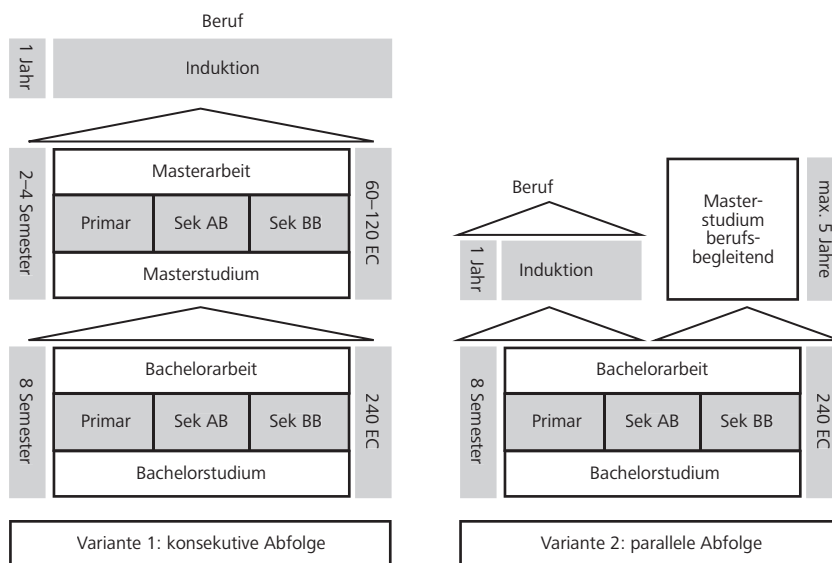 Beruf
1 Jahr
Induktion
2–4 Semester
Masterarbeit
Primar
Sek AB
Sek BB
Masterstudium
60–120 EC
8 Semester
Bachelorarbeit
Primar
Sek AB
Sek BB
Bachelorstudium
240 EC
Variante 1: konsekutive Abfolge
Beruf
1 Jahr
Induktion
Master-
studium
berufs-
begleitend
max. 5 Jahre
8 Semester
Bachelorarbeit
Primar
Sek AB
Sek BB
Bachelorstudium
240 EC
Variante 2: parallele Abfolge